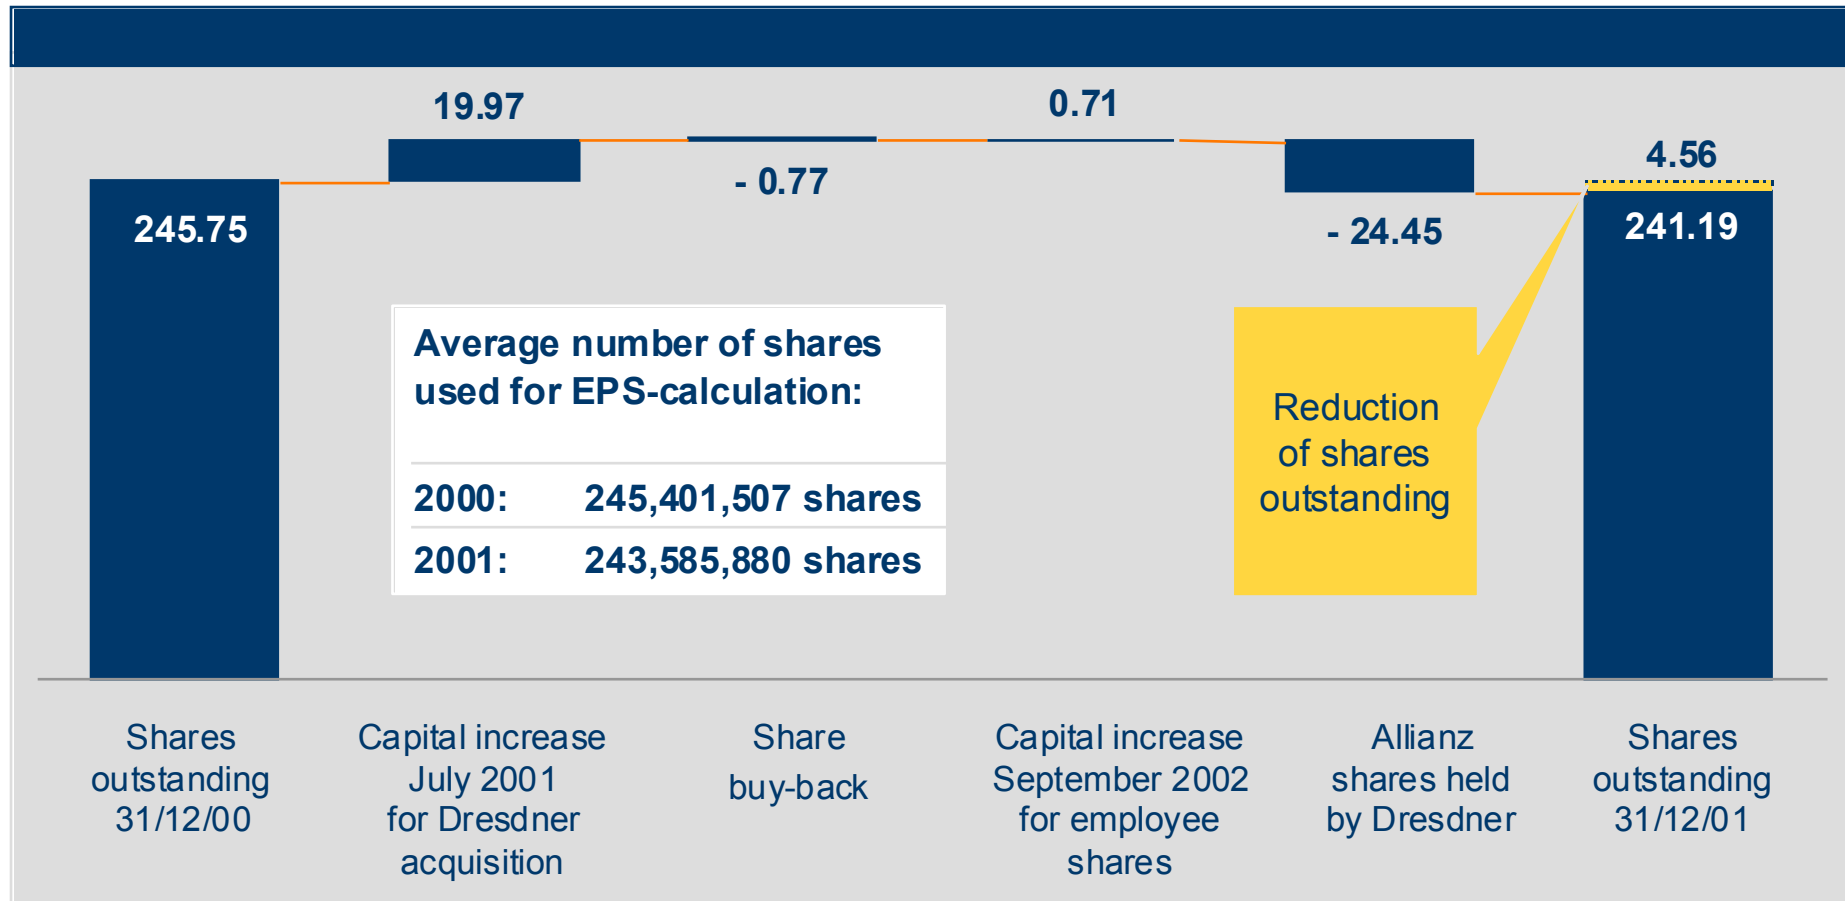 19.97
0.71
4.56
245.75
- 0.77
- 24.45
241.19
Average number of shares
used for EPS-calculation:
2000: 245,401,507 shares
2001: 243,585,880 shares
Reduction
of shares
outstanding
Shares
outstanding
31/12/00
Capital increase
July 2001
for Dresdner
acquisition
Share
buy-back
Capital increase
September 2002
for employee
shares
Allianz
shares held
by Dresdner
Shares
outstanding
31/12/01